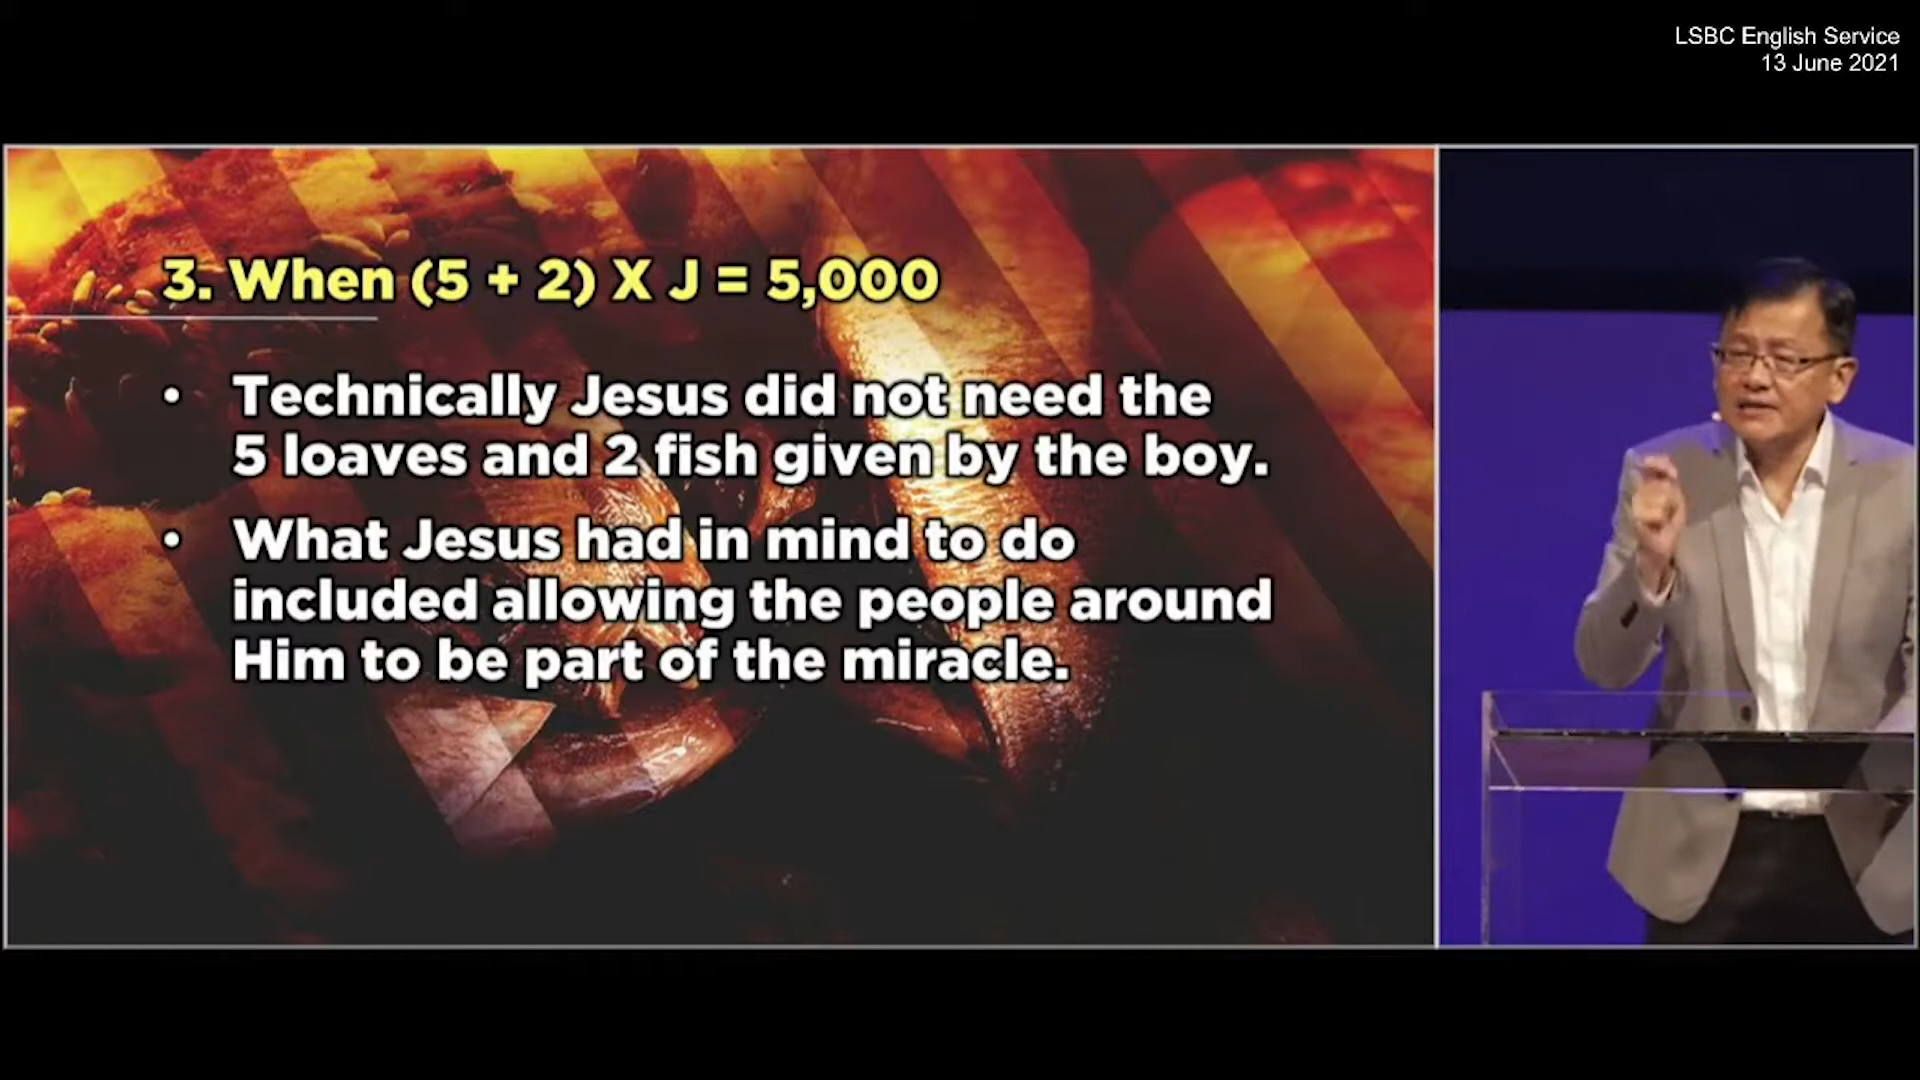 LSBC English Service
13 June 2021
3. When (5 + 2) X J = 5,000
• Technically Jesus did not need the
5 loaves and 2 fish given by the boy.
• What Jesus had in mind to do
included allowing the people around
Him to be part of the miracle.